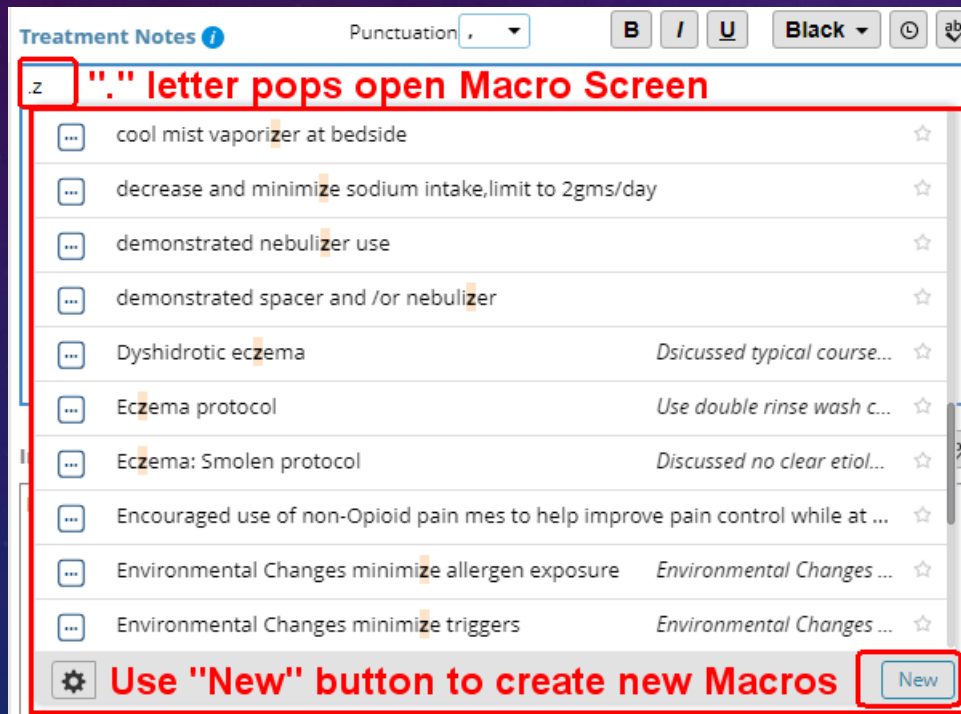 Treatment Notes i Punctuation , B I U Black
.z "." letter pops open Macro Screen
cool mist vaporizer at bedside
decrease and minimize sodium intake,limit to 2gms/day
demonstrated nebulizer use
demonstrated spacer and /or nebulizer
Dyshidrotic eczema Dsicussed typical course...
Eczema protocol Use double rinse wash c...
Eczema: Smolen protocol Discussed no clear etiol...
Encouraged use of non-Opioid pain mes to help improve pain control while at ...
Environmental Changes minimize allergen exposure Environmental Changes ...
Environmental Changes minimize triggers Environmental Changes ...
Use "New" button to create new Macros New